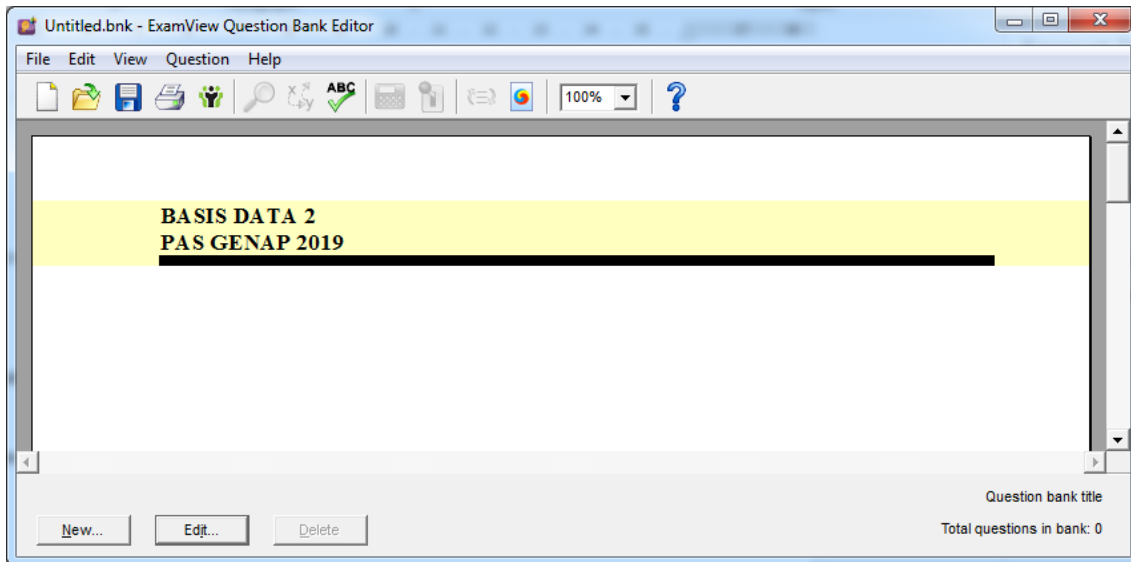 Untitled.bnk - ExamView Question Bank Editor
File Edit View Question Help
ABC 100% ?
BASIS DATA 2
PAS GENAP 2019
Question bank title
New... Edit... Delete Total questions in bank: 0